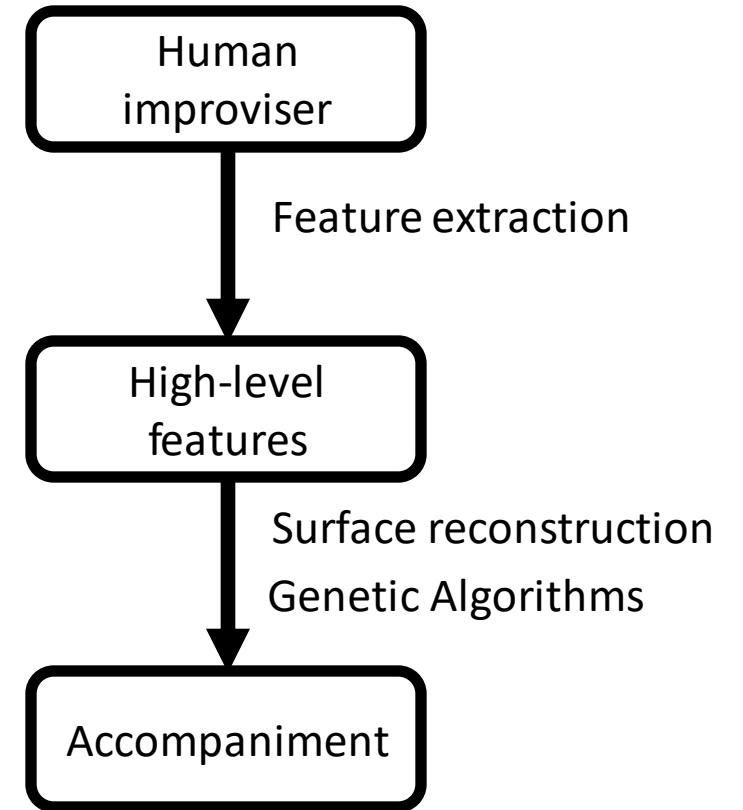 Human
improviser
Feature extraction
High-level
features
Surface reconstruction
Genetic Algorithms
Accompaniment